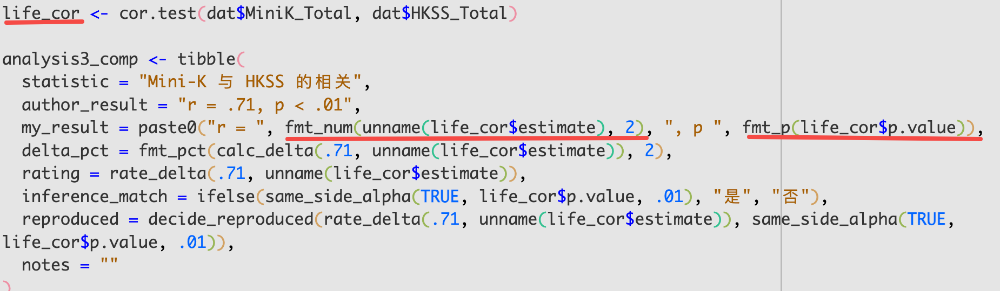 life_cor <- cor.test(dat$MiniK_Total, dat$HKSS_Total)
analysis3_comp <- tibble(
statistic = "Mini-K 与 HKSS 的相关",
author_result = "r = .71, p < .01",
my_result = paste0("r = ", fmt_num(unname(life_cor$estimate), 2), ", p ", fmt_p(life_cor$p.value)),
delta_pct = fmt_pct(calc_delta(.71, unname(life_cor$estimate)), 2),
rating = rate_delta(.71, unname(life_cor$estimate)),
inference_match = ifelse(same_side_alpha(TRUE, life_cor$p.value, .01), "是", "否"),
reproduced = decide_reproduced(rate_delta(.71, unname(life_cor$estimate)), same_side_alpha(TRUE,
life_cor$p.value, .01)),
notes = ""
)